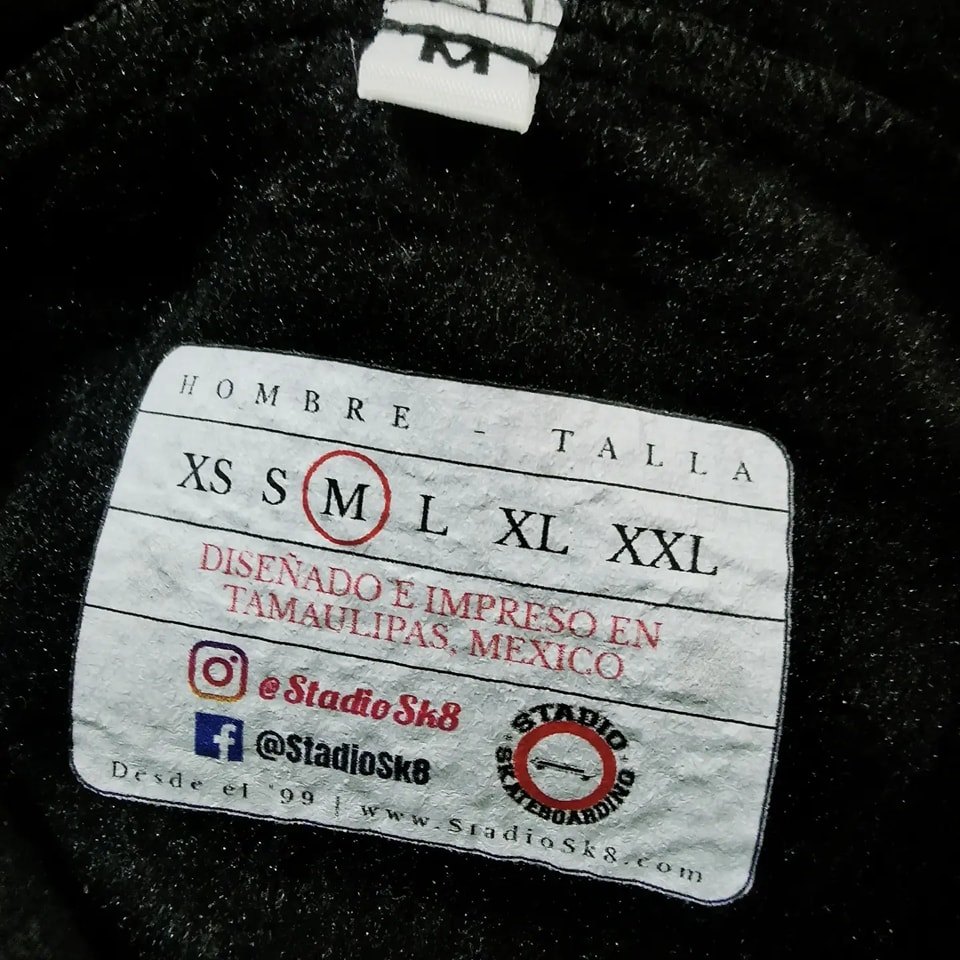 M
HOMBRE - TALLA
XS S M L XL XXL
DISEÑADO E IMPRESO EN
TAMAULIPAS, MEXICO
@StadioSk8
@StadioSk8
STADIO
SKATEBOARDING
Desde el '99 | www.StadioSk8.com